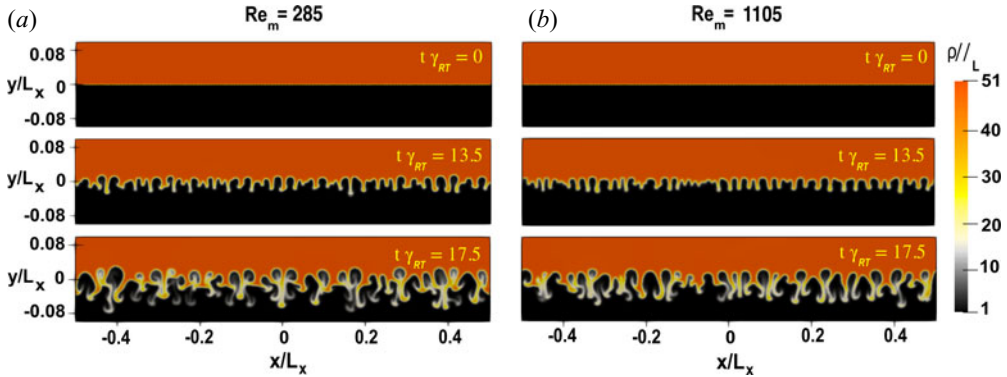 (a) Re_m = 285
0.08
y/L_x 0
-0.08
t γ_RT = 0
0.08
y/L_x 0
-0.08
t γ_RT = 13.5
0.08
y/L_x 0
-0.08
t γ_RT = 17.5
-0.4 -0.2 0 0.2 0.4
x/L_x
(b) Re_m = 1105
t γ_RT = 0
t γ_RT = 13.5
t γ_RT = 17.5
-0.4 -0.2 0 0.2 0.4
x/L_x
ρ//_L
51
40
30
20
10
1